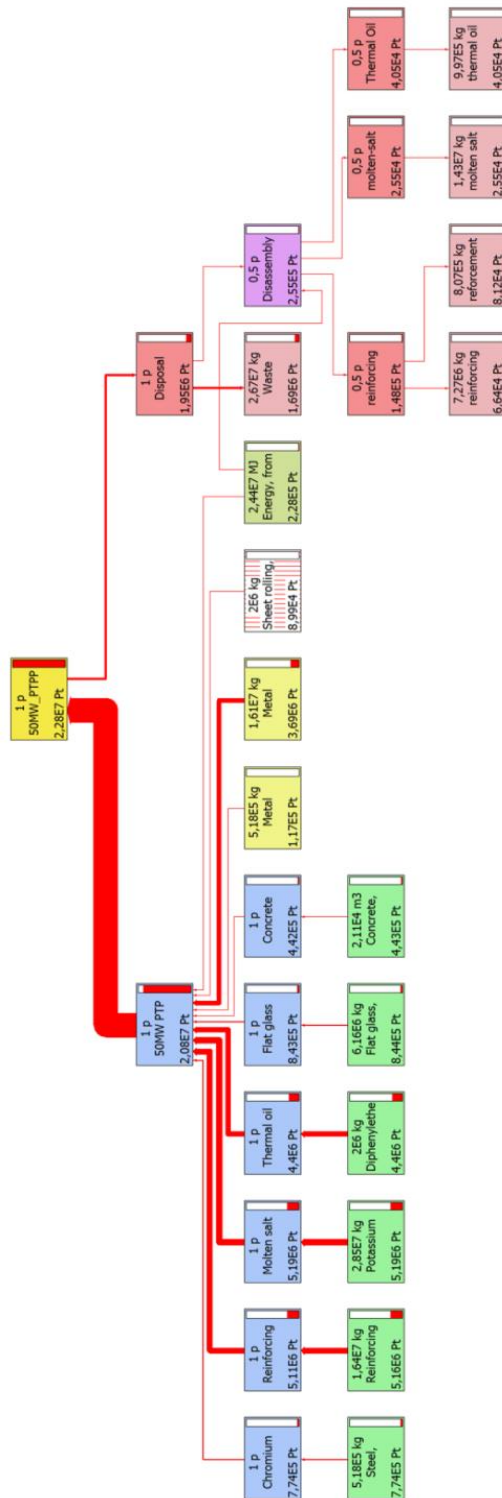 1 p
50MW_PTPP
2,28E7 Pt
1 p
50MW PTP
2,08E7 Pt
1 p
Disposal
1,95E6 Pt
1 p
Chromium
7,74E5 Pt
1 p
Reinforcing
5,11E6 Pt
1 p
Molten salt
5,19E6 Pt
1 p
Thermal oil
4,4E6 Pt
1 p
Flat glass
8,43E5 Pt
1 p
Concrete
4,42E5 Pt
5,18E5 kg
Metal
1,17E5 Pt
1,61E7 kg
Metal
3,69E6 Pt
2E6 kg
Sheet rolling,
8,99E4 Pt
2,44E7 MJ
Energy, from
2,28E5 Pt
2,67E7 kg
Waste
1,69E6 Pt
0,5 p
Disassembly
2,55E5 Pt
5,18E5 kg
Steel,
7,74E5 Pt
1,64E7 kg
Reinforcing
5,16E6 Pt
2,85E7 kg
Potassium
5,19E6 Pt
2E6 kg
Diphenylethe
4,4E6 Pt
6,16E6 kg
Flat glass,
8,44E5 Pt
2,11E4 m3
Concrete,
4,43E5 Pt
0,5 p
reinforcing
1,48E5 Pt
0,5 p
molten-salt
2,55E4 Pt
0,5 p
Thermal Oil
4,05E4 Pt
7,27E6 kg
reinforcing
6,64E4 Pt
8,07E5 kg
reforcement
8,12E4 Pt
1,43E7 kg
molten salt
2,55E4 Pt
9,97E5 kg
thermal oil
4,05E4 Pt